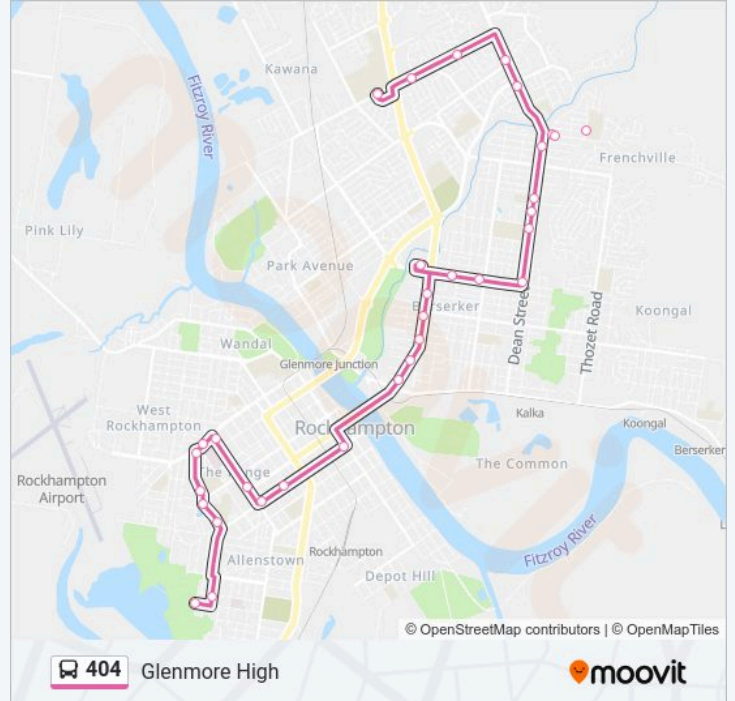 Kawana
Fitzroy River
Frenchville
Pink Lily
Park Avenue
Berserker
Koongal
Dean Street
Thozet Road
Wandal
Glenmore Junction
West
Rockhampton
Kalka
Rockhampton
Koongal
The Range
The Common
Berserker
Rockhampton
Airport
Fitzroy River
Allenstown
Rockhampton
Depot Hill
L
© OpenStreetMap contributors | © OpenMapTiles
404 Glenmore High
moovit